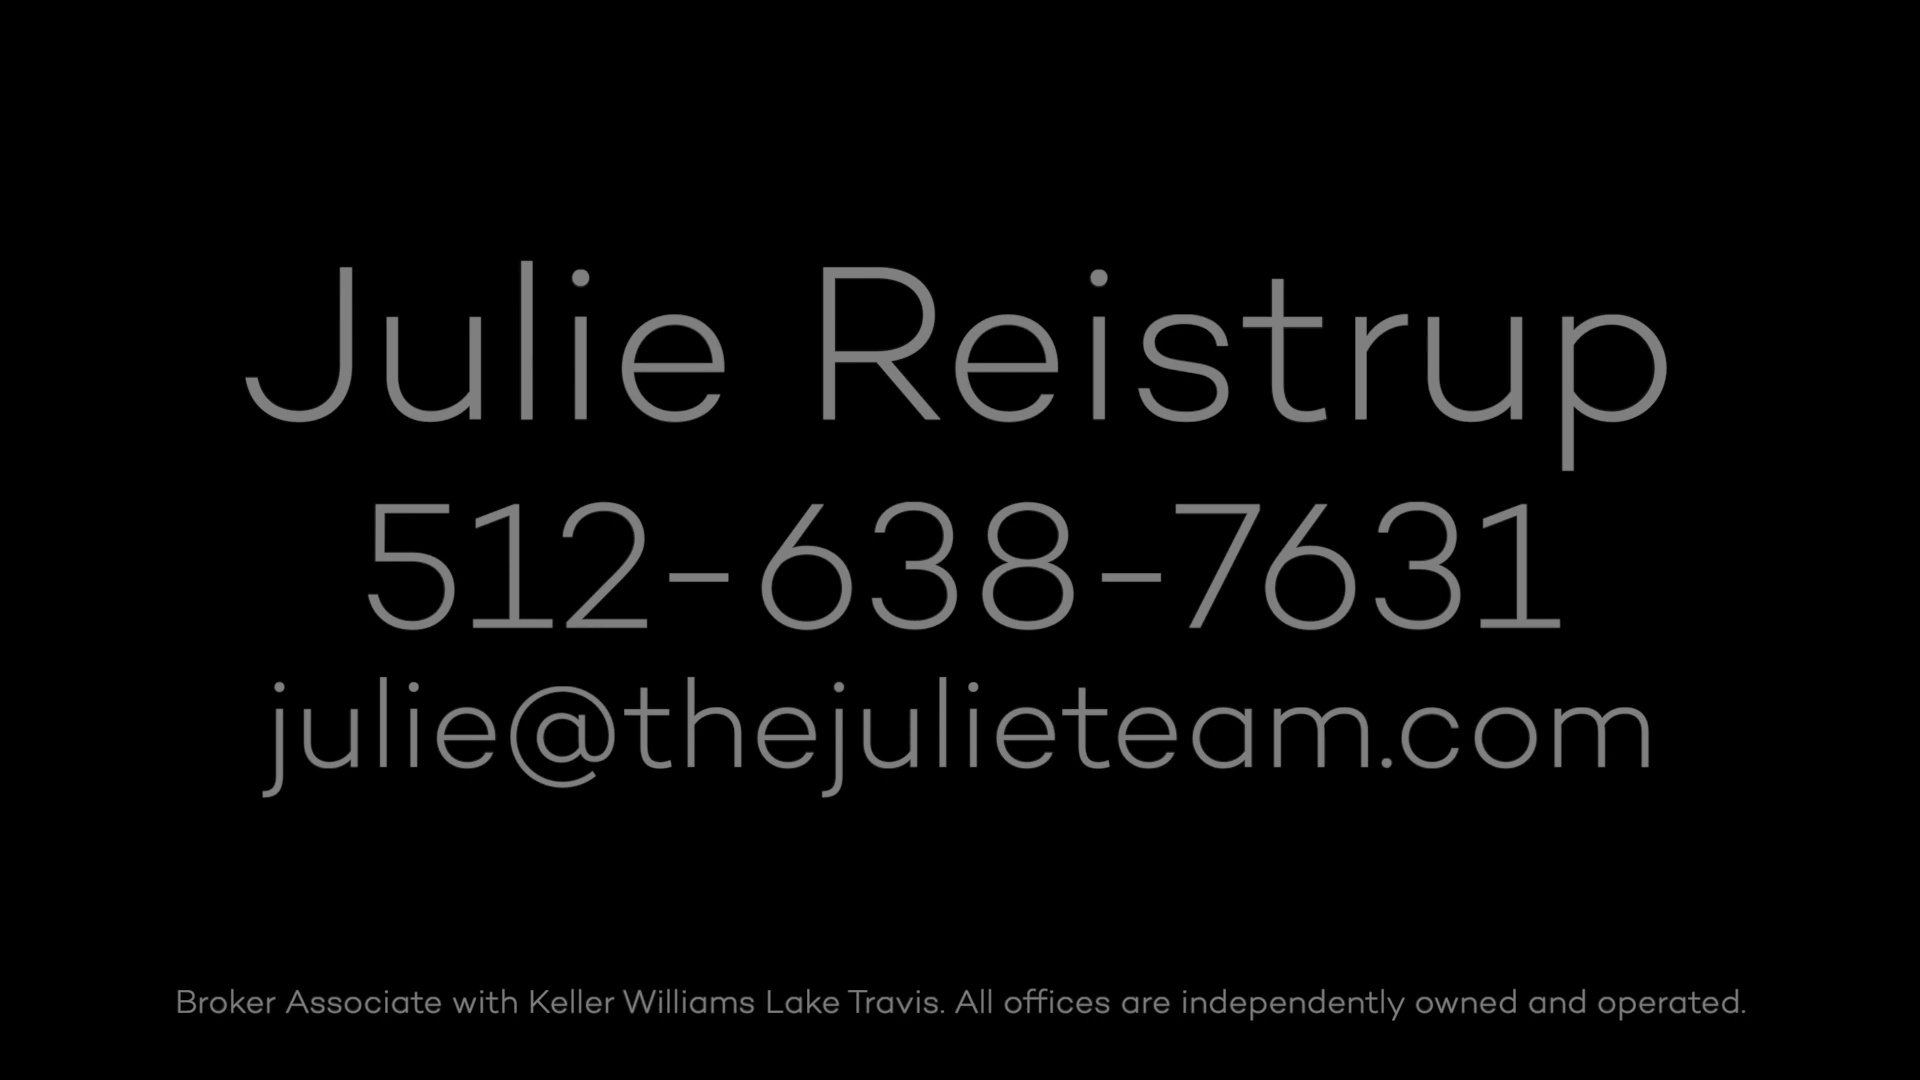 Julie Reistrup
512-638-7631
julie@thejulieteam.com
Broker Associate with Keller Williams Lake Travis. All offices are independently owned and operated.